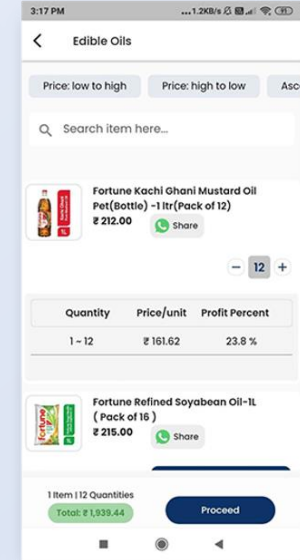 3:17 PM
...1.2KB/s
Edible Oils
Price: low to high Price: high to low Asc
Search item here...
Fortune Kachi Ghani Mustard Oil
Pet(Bottle) -1 ltr(Pack of 12)
₹ 212.00
Share
− 12 +
Quantity Price/unit Profit Percent
1 ~ 12 ₹ 161.62 23.8 %
Fortune Refined Soyabean Oil-1L
( Pack of 16 )
fortune
₹ 215.00
Share
1 Item | 12 Quantities
Total: ₹ 1,939.44
Proceed